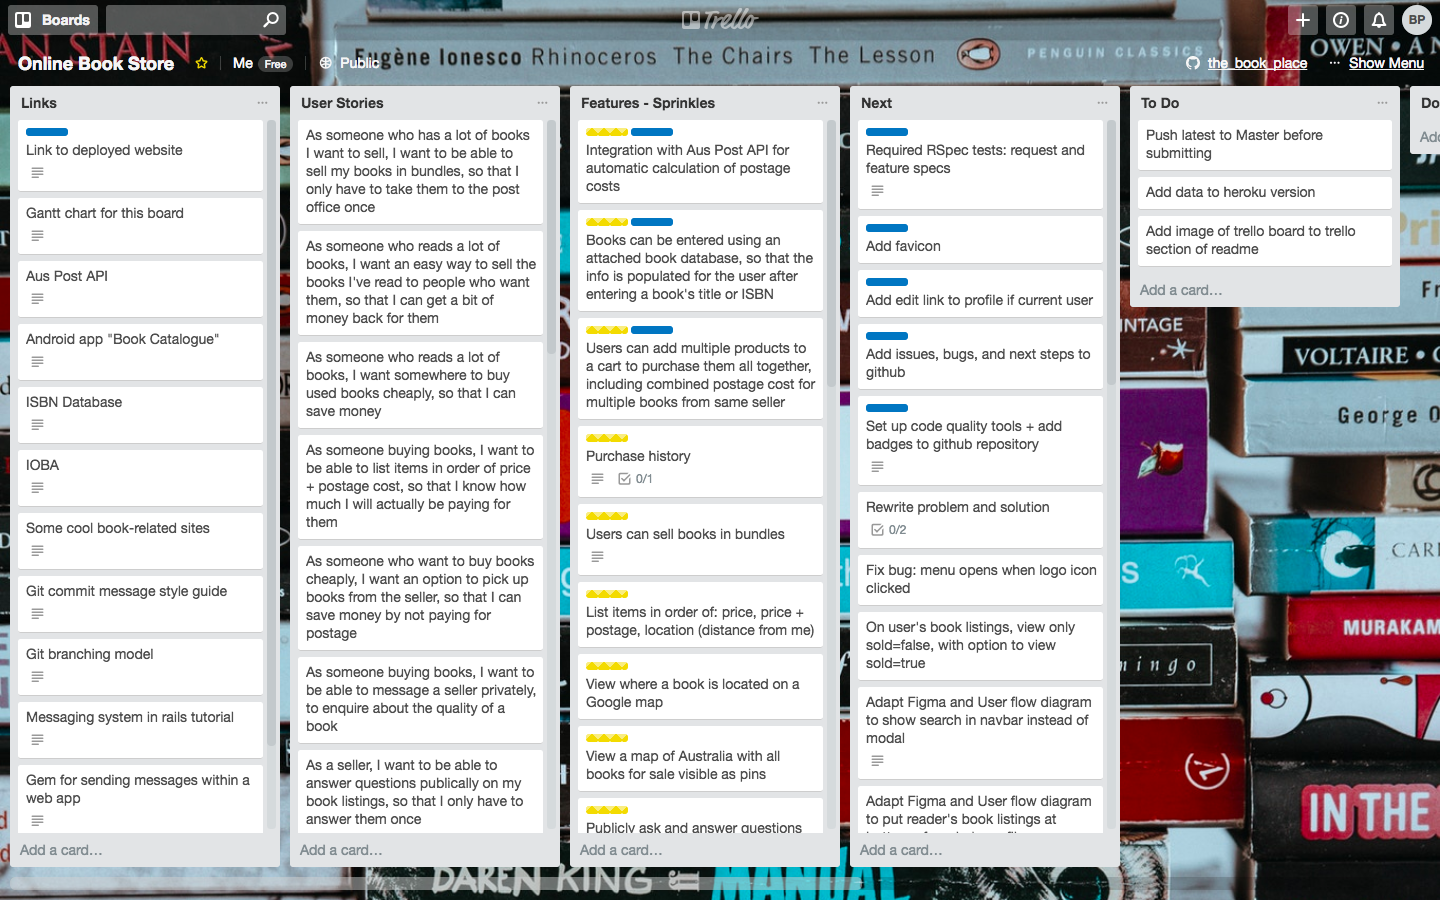 Boards
Trello
BP
Online Book Store
Me
Free
Public
the_book_place
Show Menu
AN STAIN
Eugène Ionesco Rhinoceros The Chairs The Lesson
PENGUIN CLASSICS
OWEN • A N
Links
Link to deployed website
Gantt chart for this board
Aus Post API
Android app "Book Catalogue"
ISBN Database
IOBA
Some cool book-related sites
Git commit message style guide
Git branching model
Messaging system in rails tutorial
Gem for sending messages within a
web app
Add a card…
User Stories
As someone who has a lot of books
I want to sell, I want to be able to
sell my books in bundles, so that I
only have to take them to the post
office once
As someone who reads a lot of
books, I want an easy way to sell the
books I've read to people who want
them, so that I can get a bit of
money back for them
As someone who reads a lot of
books, I want somewhere to buy
used books cheaply, so that I can
save money
As someone buying books, I want to
be able to list items in order of price
+ postage cost, so that I know how
much I will actually be paying for
them
As someone who want to buy books
cheaply, I want an option to pick up
books from the seller, so that I can
save money by not paying for
postage
As someone buying books, I want to
be able to message a seller privately,
to enquire about the quality of a
book
As a seller, I want to be able to
answer questions publically on my
book listings, so that I only have to
answer them once
Add a card…
Features - Sprinkles
Integration with Aus Post API for
automatic calculation of postage
costs
Books can be entered using an
attached book database, so that the
info is populated for the user after
entering a book's title or ISBN
Users can add multiple products to
a cart to purchase them all together,
including combined postage cost for
multiple books from same seller
Purchase history
0/1
Users can sell books in bundles
List items in order of: price, price +
postage, location (distance from me)
View where a book is located on a
Google map
View a map of Australia with all
books for sale visible as pins
Publicly ask and answer questions
Add a card…
Next
Required RSpec tests: request and
feature specs
Add favicon
Add edit link to profile if current user
Add issues, bugs, and next steps to
github
Set up code quality tools + add
badges to github repository
Rewrite problem and solution
0/2
Fix bug: menu opens when logo icon
clicked
On user's book listings, view only
sold=false, with option to view
sold=true
Adapt Figma and User flow diagram
to show search in navbar instead of
modal
Adapt Figma and User flow diagram
to put reader's book listings at
Add a card…
To Do
Push latest to Master before
submitting
Add data to heroku version
Add image of trello board to trello
section of readme
Add a card…
Do
Add
INTAGE
VOLTAIRE • C
George O
CAR
MURAKAM
mingo
IN THE
DAREN KING
MANUAL